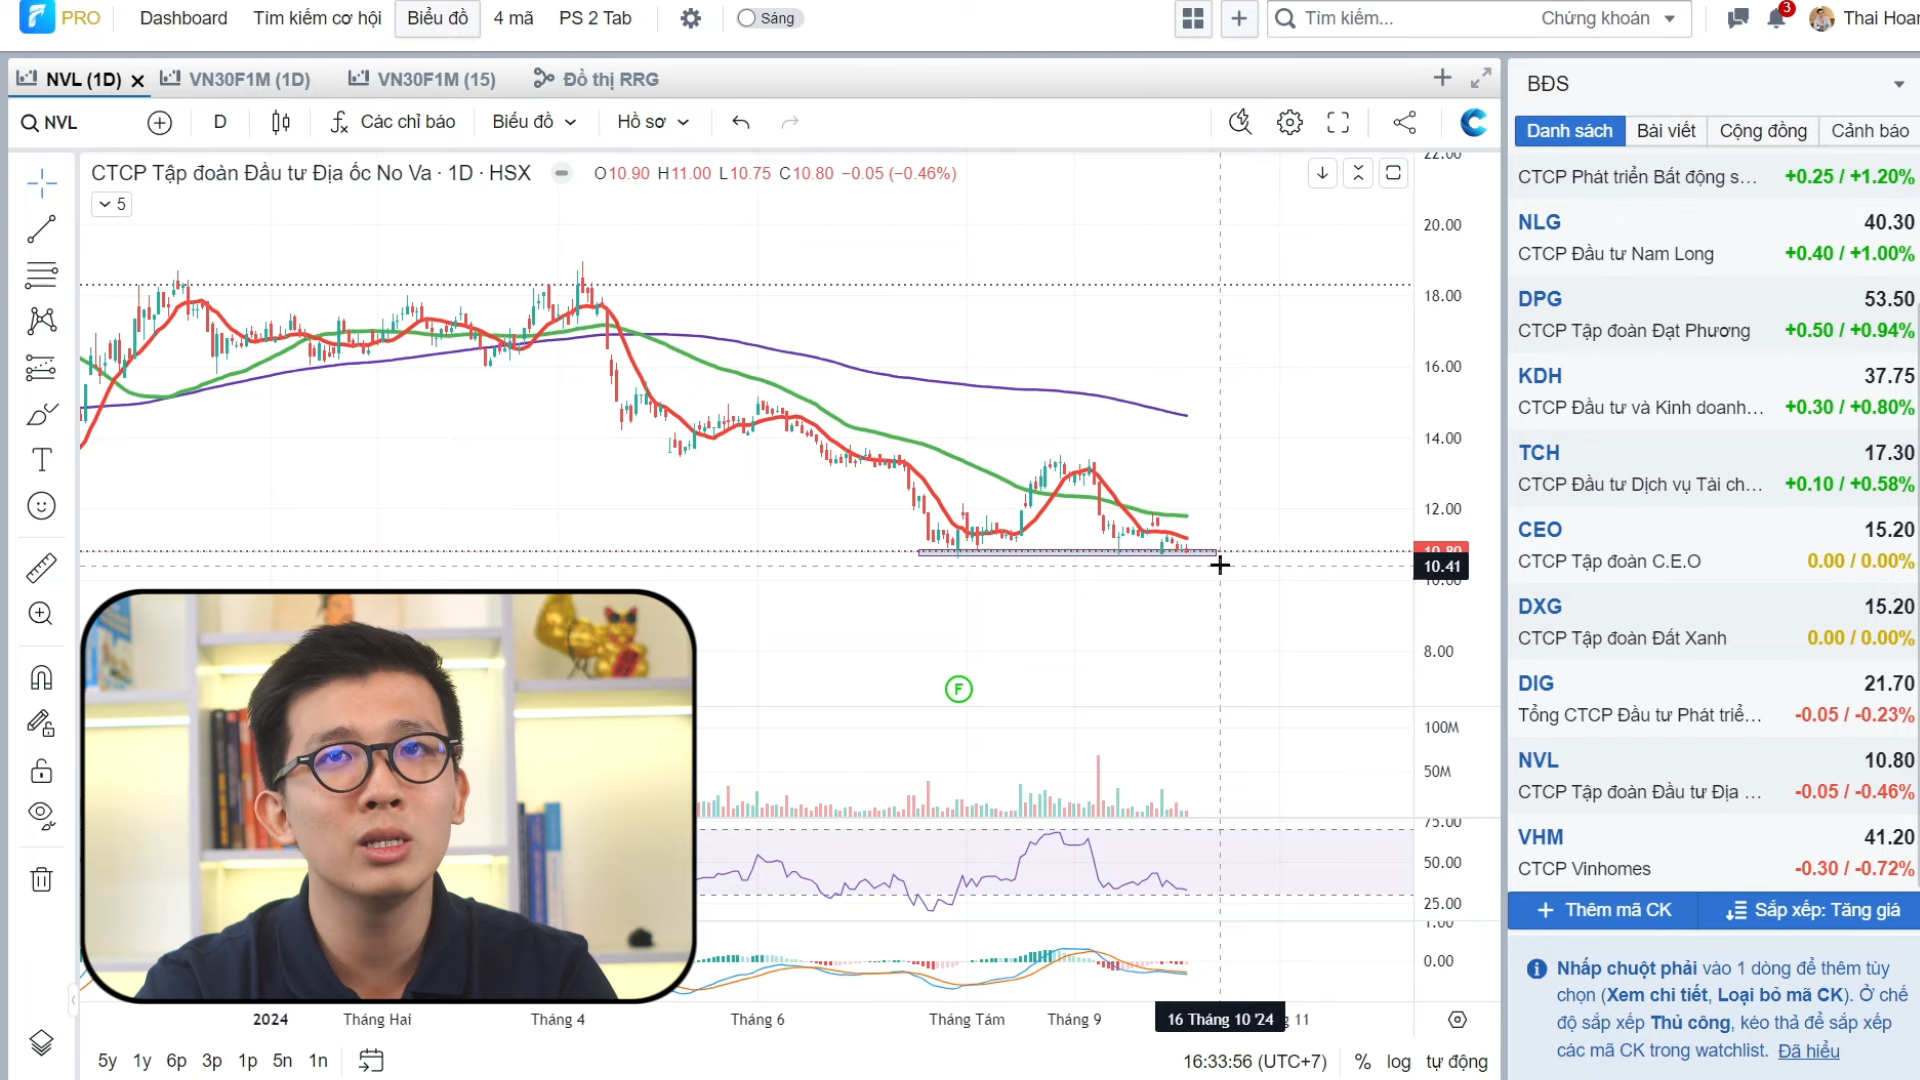 PRO Dashboard Tìm kiếm cơ hội Biểu đồ 4 mã PS 2 Tab Sáng Tìm kiếm... Chứng khoán 3 Thai Hoan
NVL (1D) VN30F1M (1D) VN30F1M (15) Đồ thị RRG
NVL D Các chỉ báo Biểu đồ Hồ sơ
CTCP Tập đoàn Đầu tư Địa ốc No Va · 1D · HSX O10.90 H11.00 L10.75 C10.80 −0.05 (−0.46%)
5
22.00
20.00
18.00
16.00
14.00
12.00
10.80
10.41
10.00
8.00
F
100M
50M
75.00
50.00
25.00
1.00
0.00
2024 Tháng Hai Tháng 4 Tháng 6 Tháng Tám Tháng 9 16 Tháng 10 '24 11
5y 1y 6p 3p 1p 5n 1n 16:33:56 (UTC+7) % log tự động
BĐS
Danh sách Bài viết Cộng đồng Cảnh báo
CTCP Phát triển Bất động s... +0.25 / +1.20%
NLG 40.30
CTCP Đầu tư Nam Long +0.40 / +1.00%
DPG 53.50
CTCP Tập đoàn Đạt Phương +0.50 / +0.94%
KDH 37.75
CTCP Đầu tư và Kinh doanh... +0.30 / +0.80%
TCH 17.30
CTCP Đầu tư Dịch vụ Tài ch... +0.10 / +0.58%
CEO 15.20
CTCP Tập đoàn C.E.O 0.00 / 0.00%
DXG 15.20
CTCP Tập đoàn Đất Xanh 0.00 / 0.00%
DIG 21.70
Tổng CTCP Đầu tư Phát triể... -0.05 / -0.23%
NVL 10.80
CTCP Tập đoàn Đầu tư Địa ... -0.05 / -0.46%
VHM 41.20
CTCP Vinhomes -0.30 / -0.72%
Thêm mã CK Sắp xếp: Tăng giá
Nhấp chuột phải vào 1 dòng để thêm tùy
chọn (Xem chi tiết, Loại bỏ mã CK). Ở chế
độ sắp xếp Thủ công, kéo thả để sắp xếp
các mã CK trong watchlist. Đã hiểu